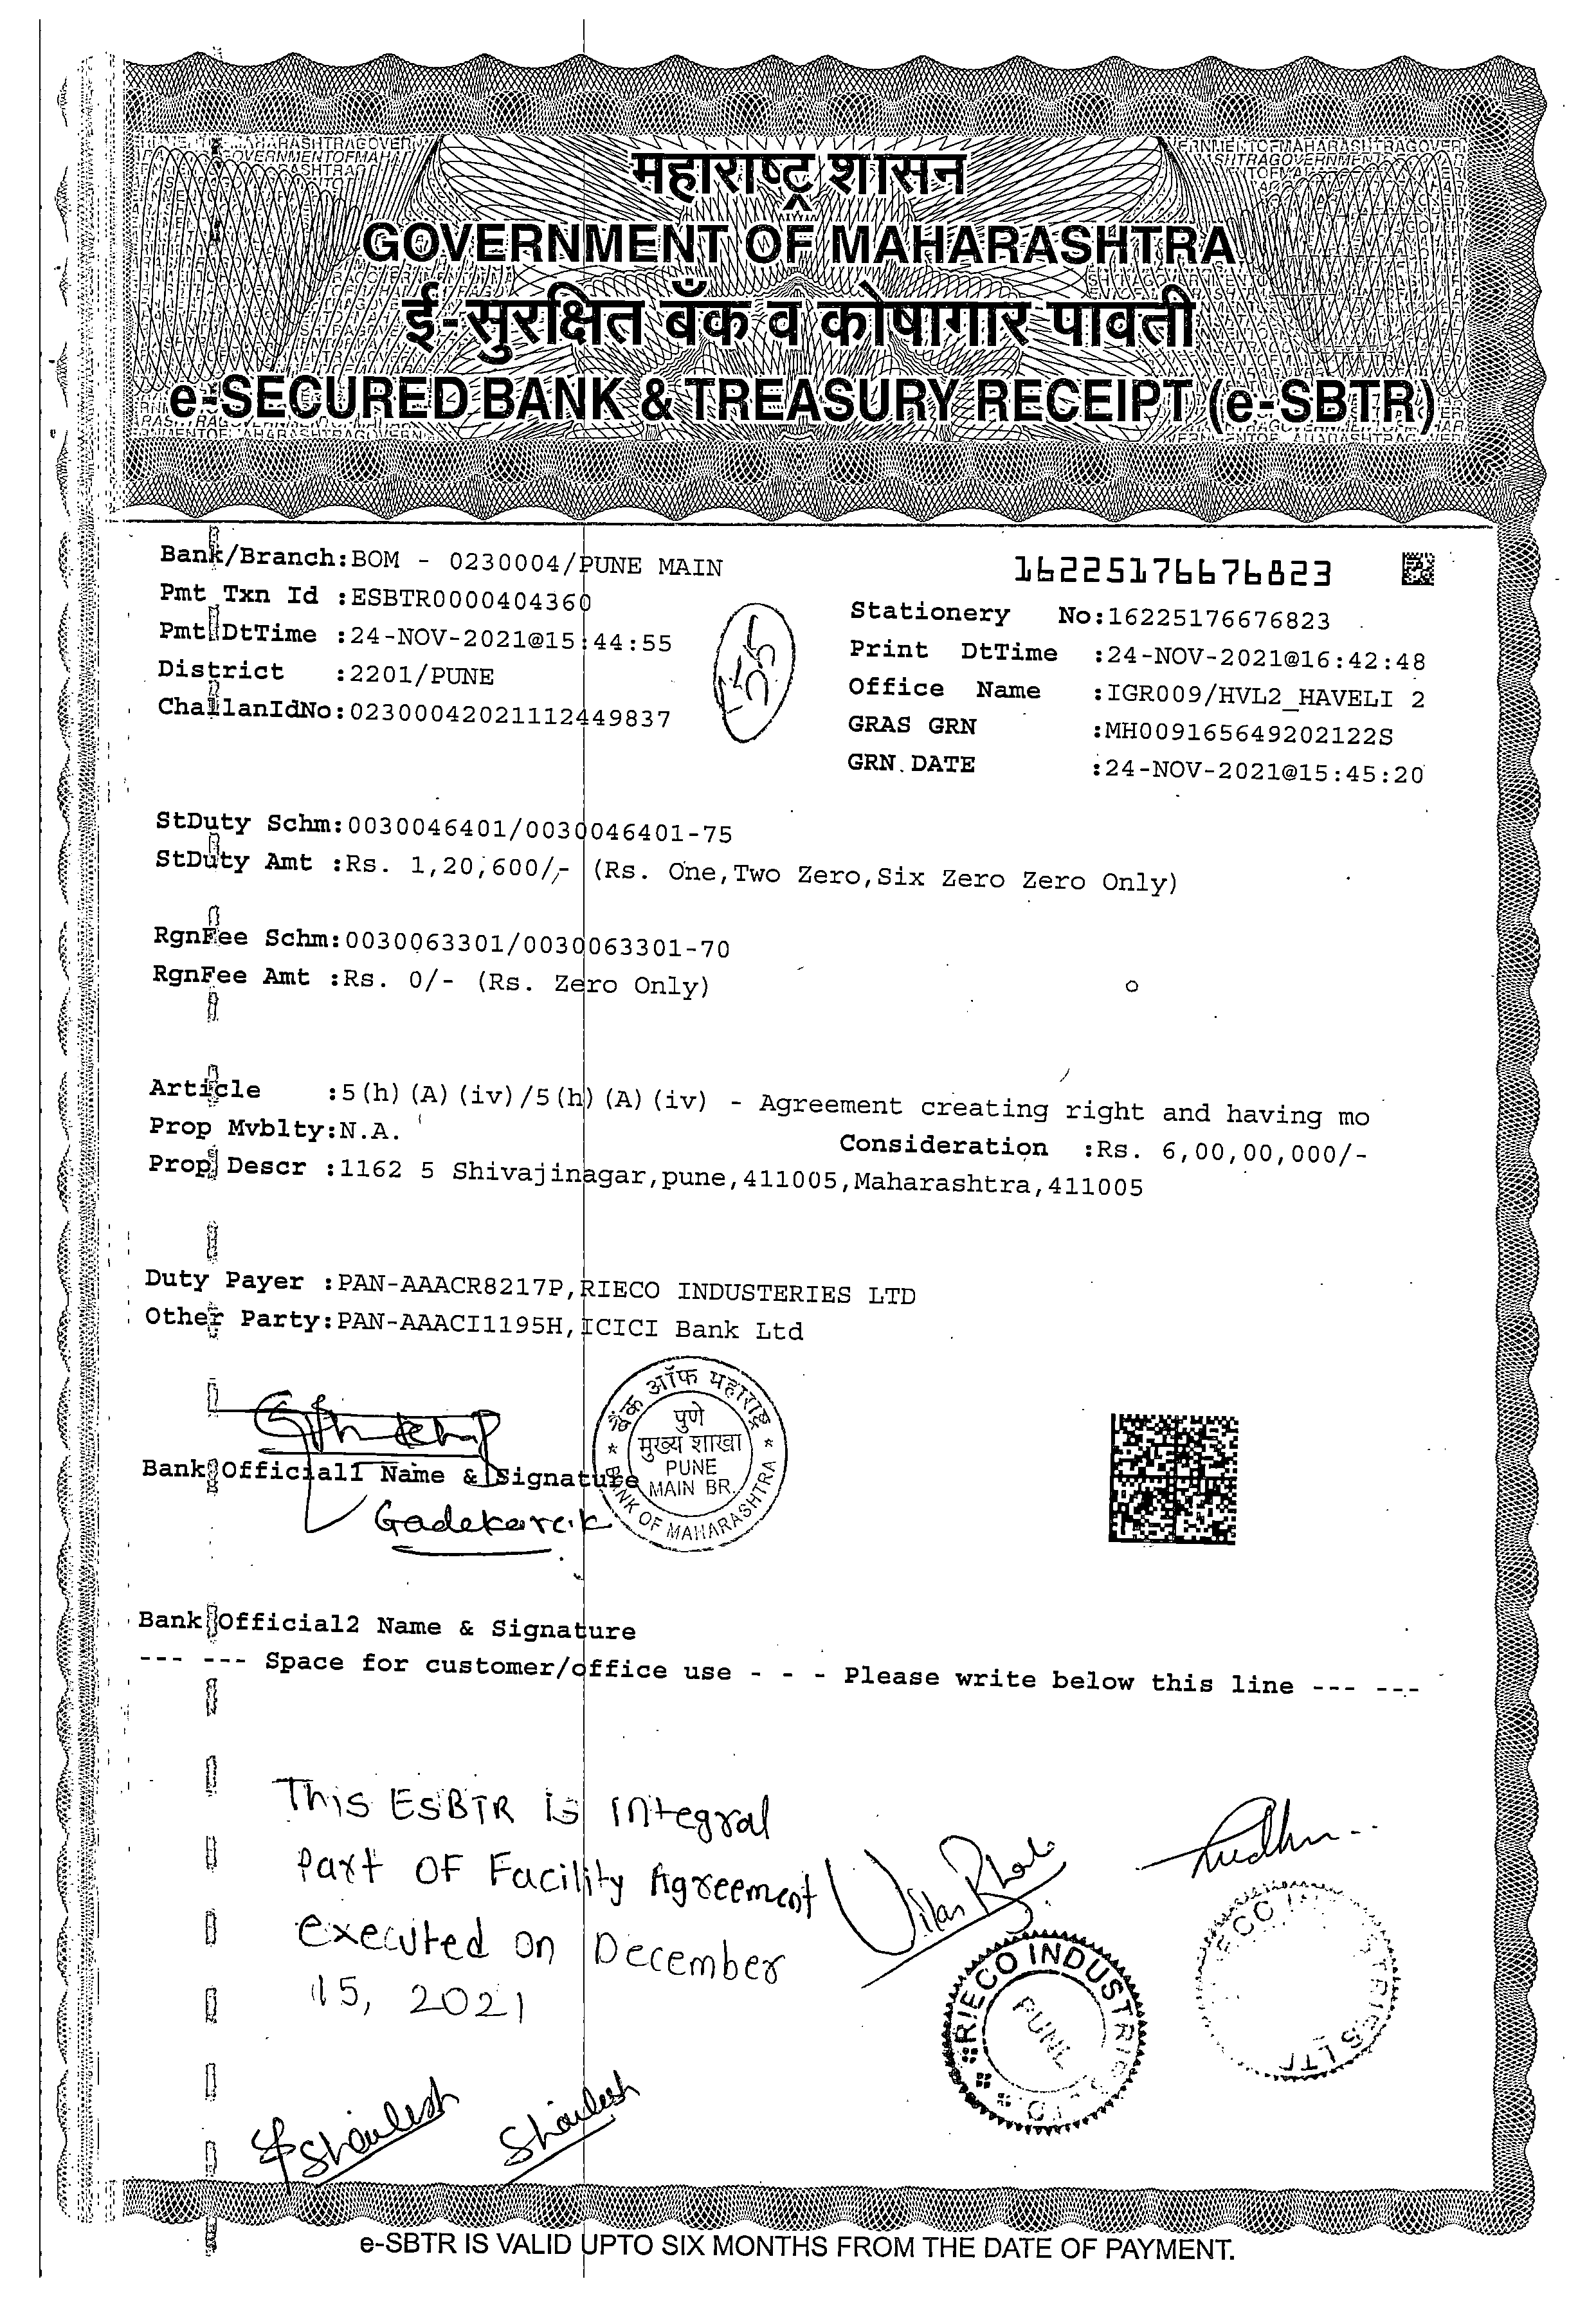 महाराष्ट्र शासन
GOVERNMENT OF MAHARASHTRA
ई-सुरक्षित बँक व कोषागार पावती
e-SECURED BANK & TREASURY RECEIPT (e-SBTR)
Bank/Branch:BOM - 0230004/PUNE MAIN
Pmt Txn Id :ESBTR0000404360
Pmt DtTime :24-NOV-2021@15:44:55
District :2201/PUNE
ChallanIdNo:02300042021112449837
16225176676823
Stationery No:16225176676823
Print DtTime :24-NOV-2021@16:42:48
Office Name :IGR009/HVL2_HAVELI 2
GRAS GRN :MH009165649202122S
GRN DATE :24-NOV-2021@15:45:20
StDuty Schm:0030046401/0030046401-75
StDuty Amt :Rs. 1,20,600/- (Rs. One,Two Zero,Six Zero Zero Only)
RgnFee Schm:0030063301/0030063301-70
RgnFee Amt :Rs. 0/- (Rs. Zero Only)
Article :5(h)(A)(iv)/5(h)(A)(iv) - Agreement creating right and having mo
Prop Mvblty:N.A. Consideration :Rs. 6,00,00,000/-
Prop Descr :1162 5 Shivajinagar,pune,411005,Maharashtra,411005
Duty Payer :PAN-AAACR8217P,RIECO INDUSTERIES LTD
Other Party:PAN-AAACI1195H,ICICI Bank Ltd
बैंक ऑफ महाराष्ट्र
पुणे
मुख्य शाखा
PUNE
MAIN BR.
BANK OF MAHARASHTRA
Bank Official1 Name & Signature
Bank Official2 Name & Signature
--- --- Space for customer/office use - - - Please write below this line --- ---
This ESBTR is integral
Part OF Facility Agreement
executed on December
15, 2021
RIECO INDUSTRIES
PUNE
Shailesh
Shailesh
e-SBTR IS VALID UPTO SIX MONTHS FROM THE DATE OF PAYMENT.